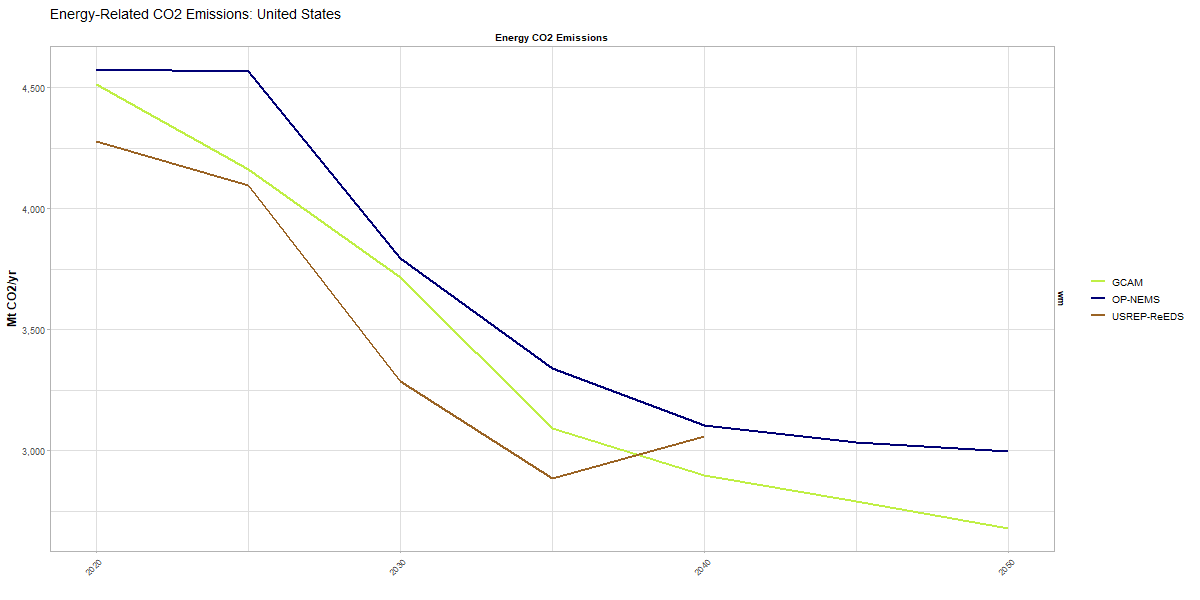 Energy-Related CO2 Emissions: United States
Energy CO2 Emissions
Mt CO2/yr
4,500
4,000
3,500
3,000
2020
2030
2040
2050
wm
GCAM
OP-NEMS
USREP-ReEDS